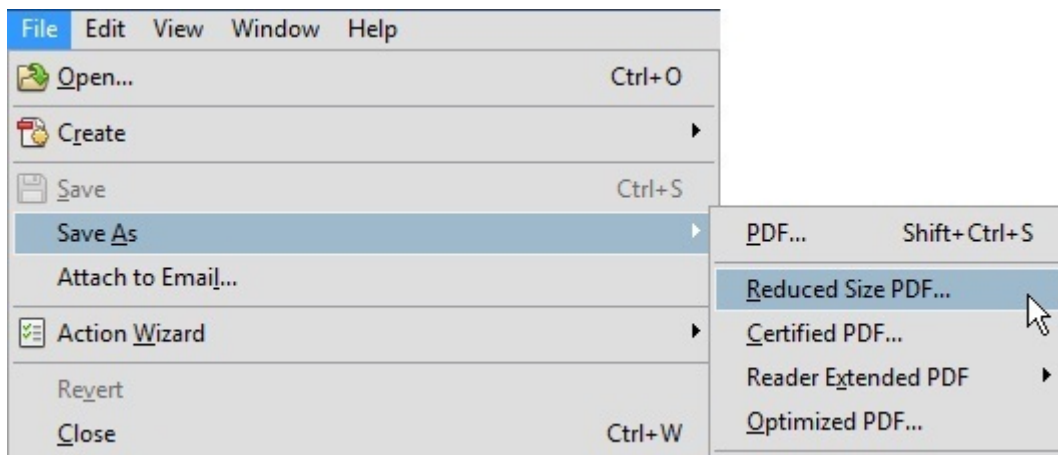 File Edit View Window Help
Open... Ctrl+O
Create
Save Ctrl+S
Save As
Attach to Email...
Action Wizard
Revert
Close Ctrl+W
PDF... Shift+Ctrl+S
Reduced Size PDF...
Certified PDF...
Reader Extended PDF
Optimized PDF...